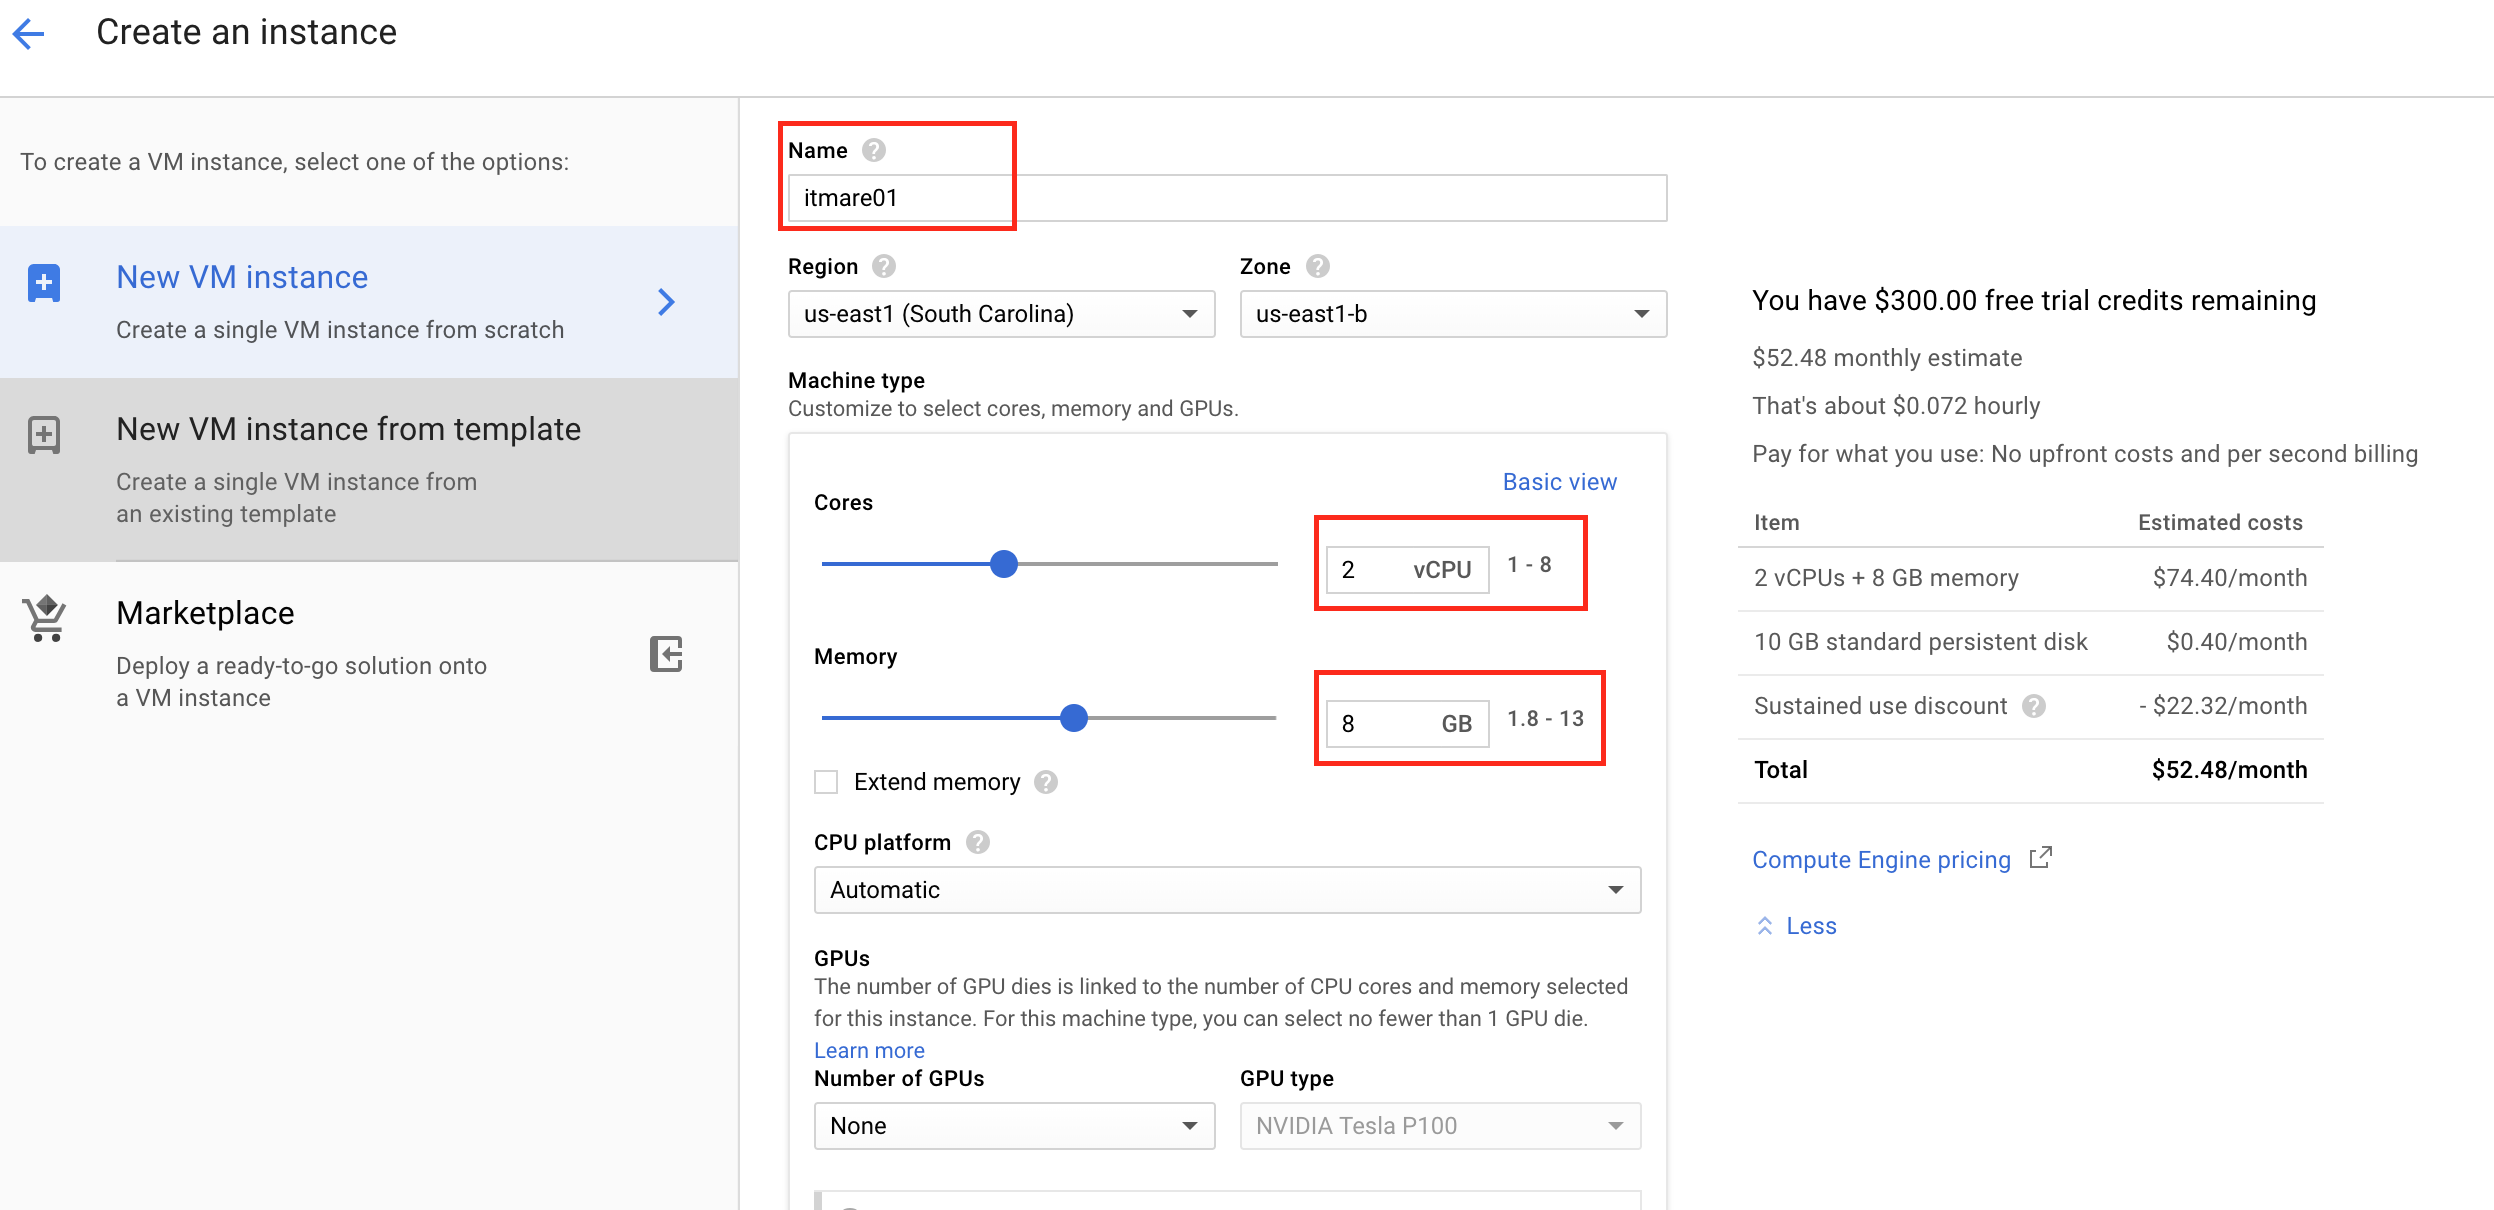 Create an instance
To create a VM instance, select one of the options:
New VM instance
Create a single VM instance from scratch
New VM instance from template
Create a single VM instance from
an existing template
Marketplace
Deploy a ready-to-go solution onto
a VM instance
Name ?
itmare01
Region ? Zone ?
us-east1 (South Carolina) us-east1-b
Machine type
Customize to select cores, memory and GPUs.
Basic view
Cores
2 vCPU 1 - 8
Memory
8 GB 1.8 - 13
Extend memory ?
CPU platform ?
Automatic
GPUs
The number of GPU dies is linked to the number of CPU cores and memory selected
for this instance. For this machine type, you can select no fewer than 1 GPU die.
Learn more
Number of GPUs GPU type
None NVIDIA Tesla P100
You have $300.00 free trial credits remaining
$52.48 monthly estimate
That's about $0.072 hourly
Pay for what you use: No upfront costs and per second billing
Item Estimated costs
2 vCPUs + 8 GB memory $74.40/month
10 GB standard persistent disk $0.40/month
Sustained use discount ? - $22.32/month
Total $52.48/month
Compute Engine pricing
Less